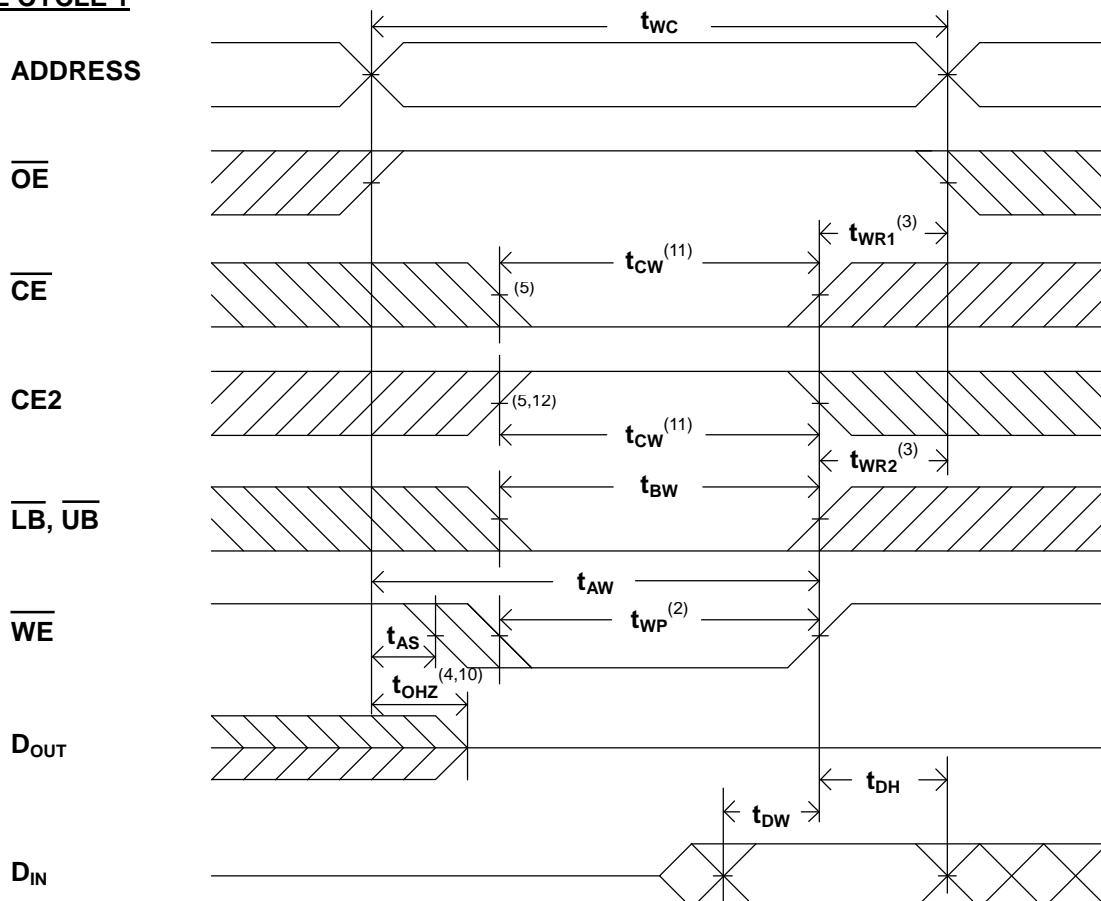 E CYCLE 1
tWC
ADDRESS
OE
tWR1(3)
CE
(5)
tCW(11)
CE2
(5,12)
tCW(11)
tWR2(3)
LB, UB
tBW
tAW
WE
tAS
tWP(2)
tOHZ(4,10)
DOUT
tDH
tDW
DIN